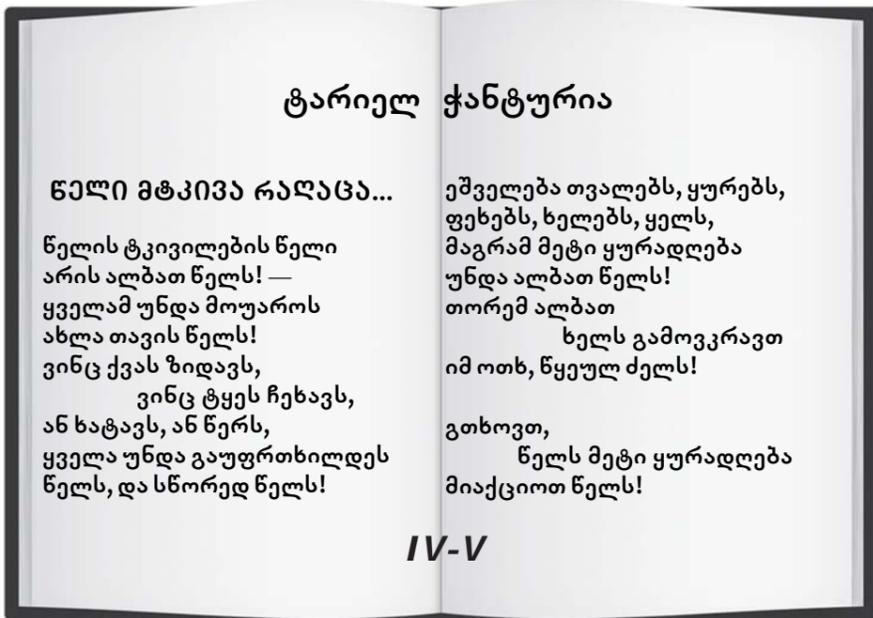 ტარიელ ჭანტურია
წელი მტკივა რაღაცა...
წელის ტკივილების წელი
არის ალბათ წელს! —
ყველამ უნდა მოუაროს
ახლა თავის წელს!
ვინც ქვას ზიდავს,
ვინც ტყეს ჩეხავს,
ან ხატავს, ან წერს,
ყველა უნდა გაუფრთხილდეს
წელს, და სწორედ წელს!
ეშველება თვალებს, ყურებს,
ფეხებს, ხელებს, ყელს,
მაგრამ მეტი ყურადღება
უნდა ალბათ წელს!
თორემ ალბათ
ხელს გამოვკრავთ
იმ ოთხ, წყეულ ძელს!
გთხოვთ,
წელს მეტი ყურადღება
მიაქციოთ წელს!
IV-V